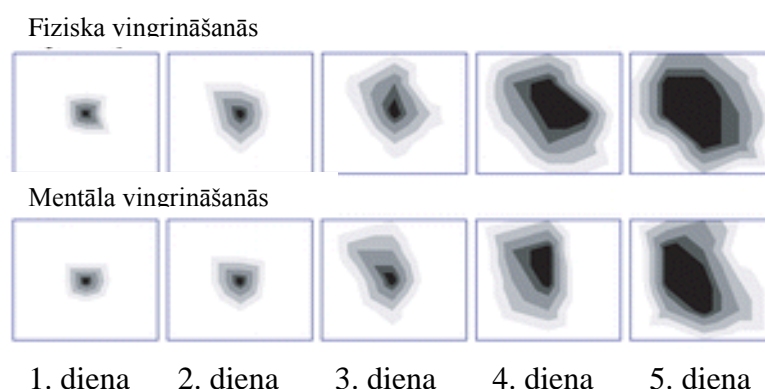 Fiziska vingrināšanās
Mentāla vingrināšanās
1. diena 2. diena 3. diena 4. diena 5. diena